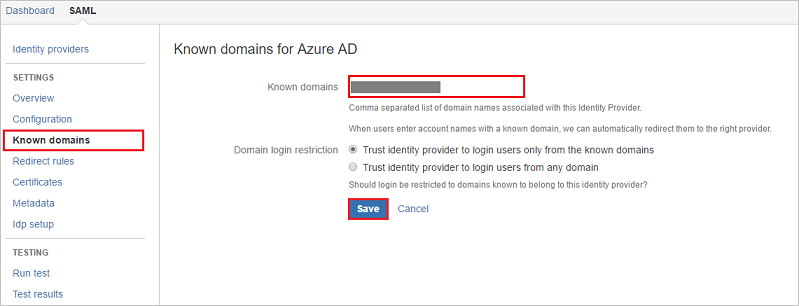 Dashboard SAML
Identity providers
SETTINGS
Overview
Configuration
Known domains
Redirect rules
Certificates
Metadata
Idp setup
TESTING
Run test
Test results
Known domains for Azure AD
Known domains
Comma separated list of domain names associated with this Identity Provider.
When users enter account names with a known domain, we can automatically redirect them to the right provider.
Domain login restriction
Trust identity provider to login users only from the known domains
Trust identity provider to login users from any domain
Should login be restricted to domains known to belong to this identity provider?
Save Cancel